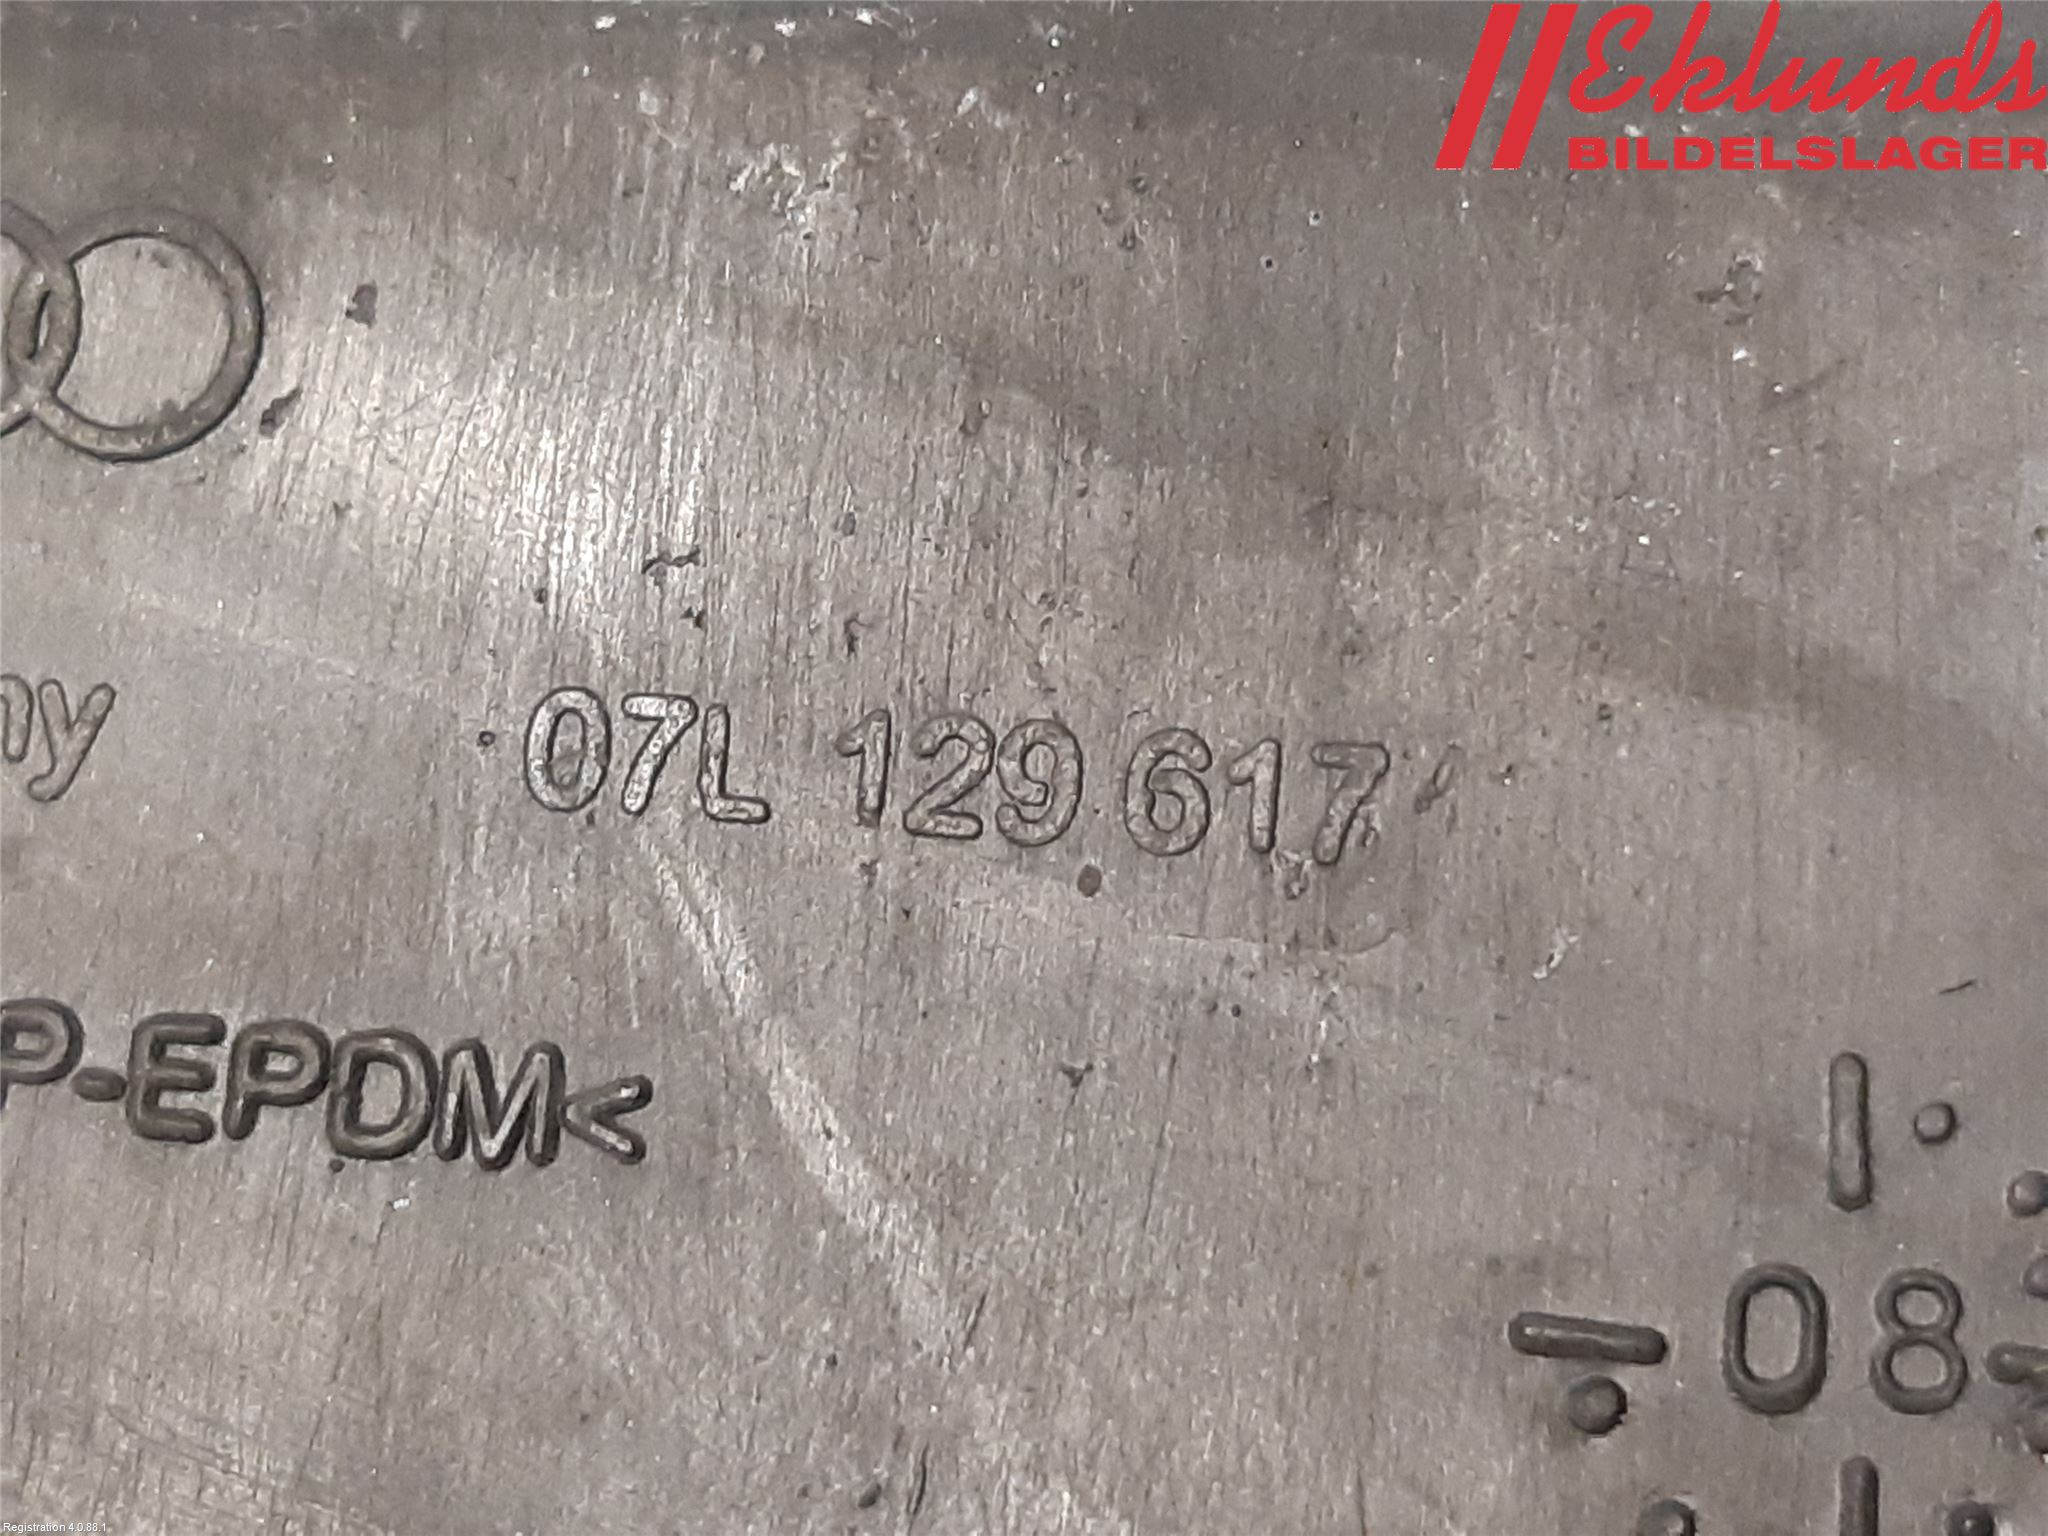 Eklunds
BILDELSLAGER
ny
07L 129 617
P-EPDM<
08
Registration 4.0.88.1